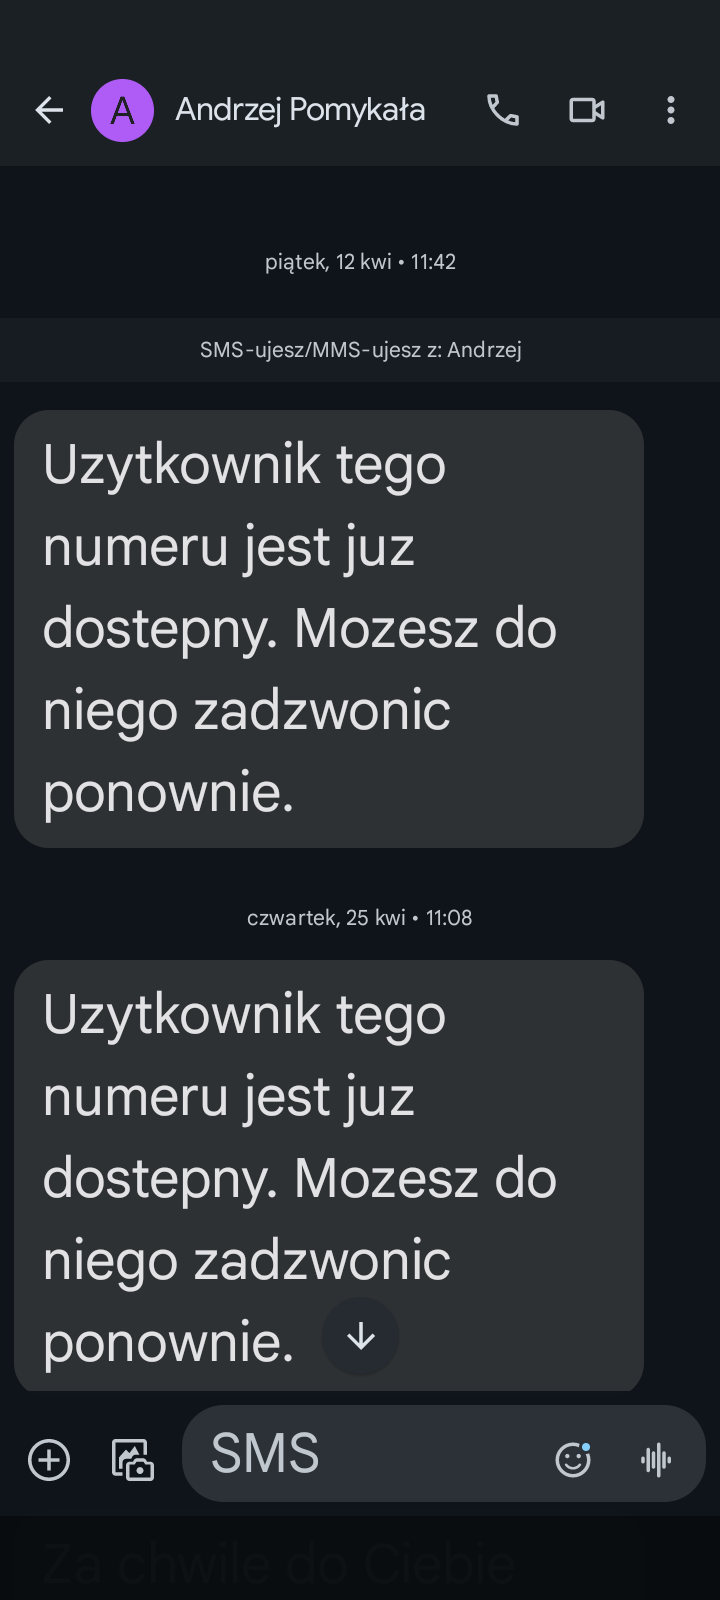 A Andrzej Pomykała
piątek, 12 kwi • 11:42
SMS-ujesz/MMS-ujesz z: Andrzej
Uzytkownik tego
numeru jest juz
dostepny. Mozesz do
niego zadzwonic
ponownie.
czwartek, 25 kwi • 11:08
Uzytkownik tego
numeru jest juz
dostepny. Mozesz do
niego zadzwonic
ponownie.
SMS
Za chwile do Ciebie